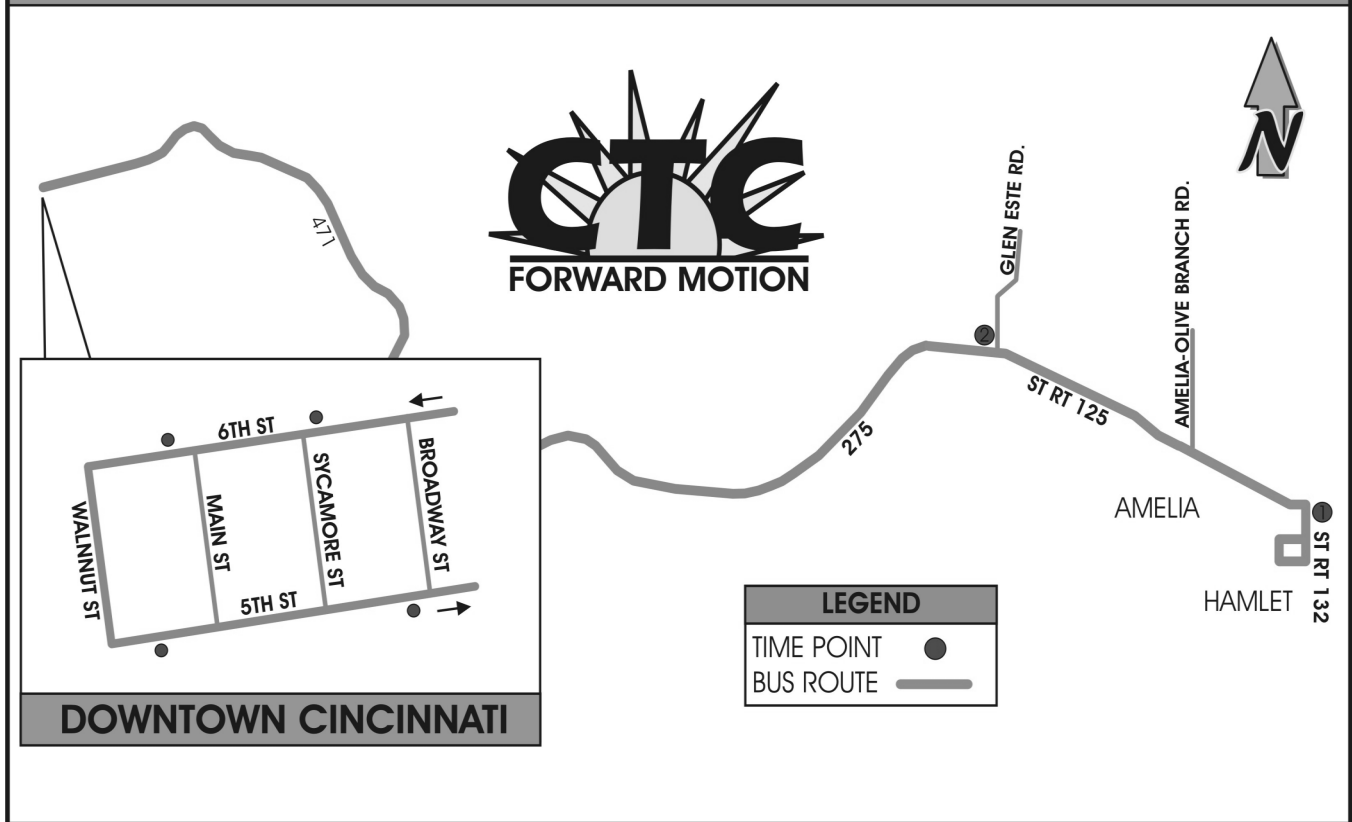 N
CTC
FORWARD MOTION
471
GLEN ESTE RD.
AMELIA-OLIVE BRANCH RD.
2
ST RT 125
275
AMELIA
1
ST RT 132
HAMLET
6TH ST
WALNNUT ST
MAIN ST
SYCAMORE ST
BROADWAY ST
5TH ST
DOWNTOWN CINCINNATI
LEGEND
TIME POINT
BUS ROUTE